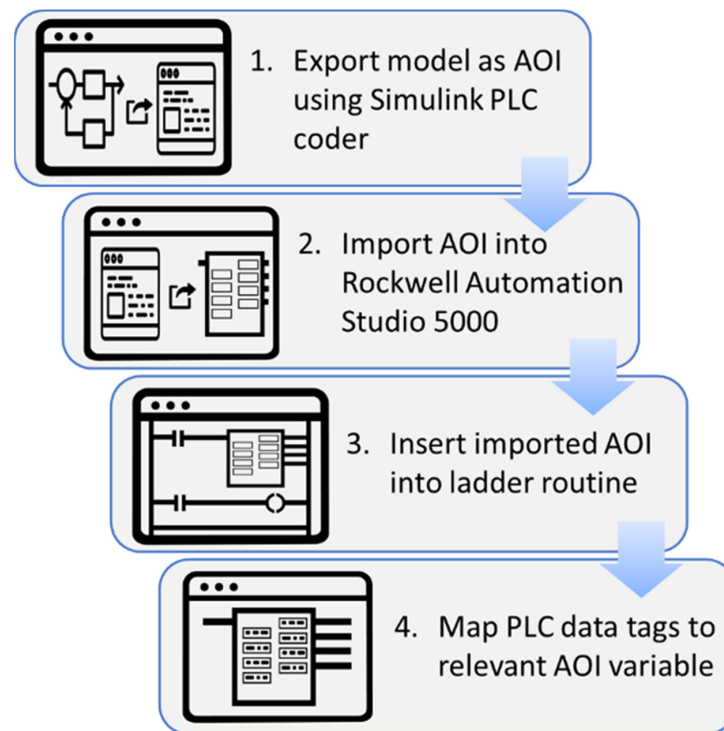 1. Export model as AOI
using Simulink PLC
coder
2. Import AOI into
Rockwell Automation
Studio 5000
3. Insert imported AOI
into ladder routine
4. Map PLC data tags to
relevant AOI variable